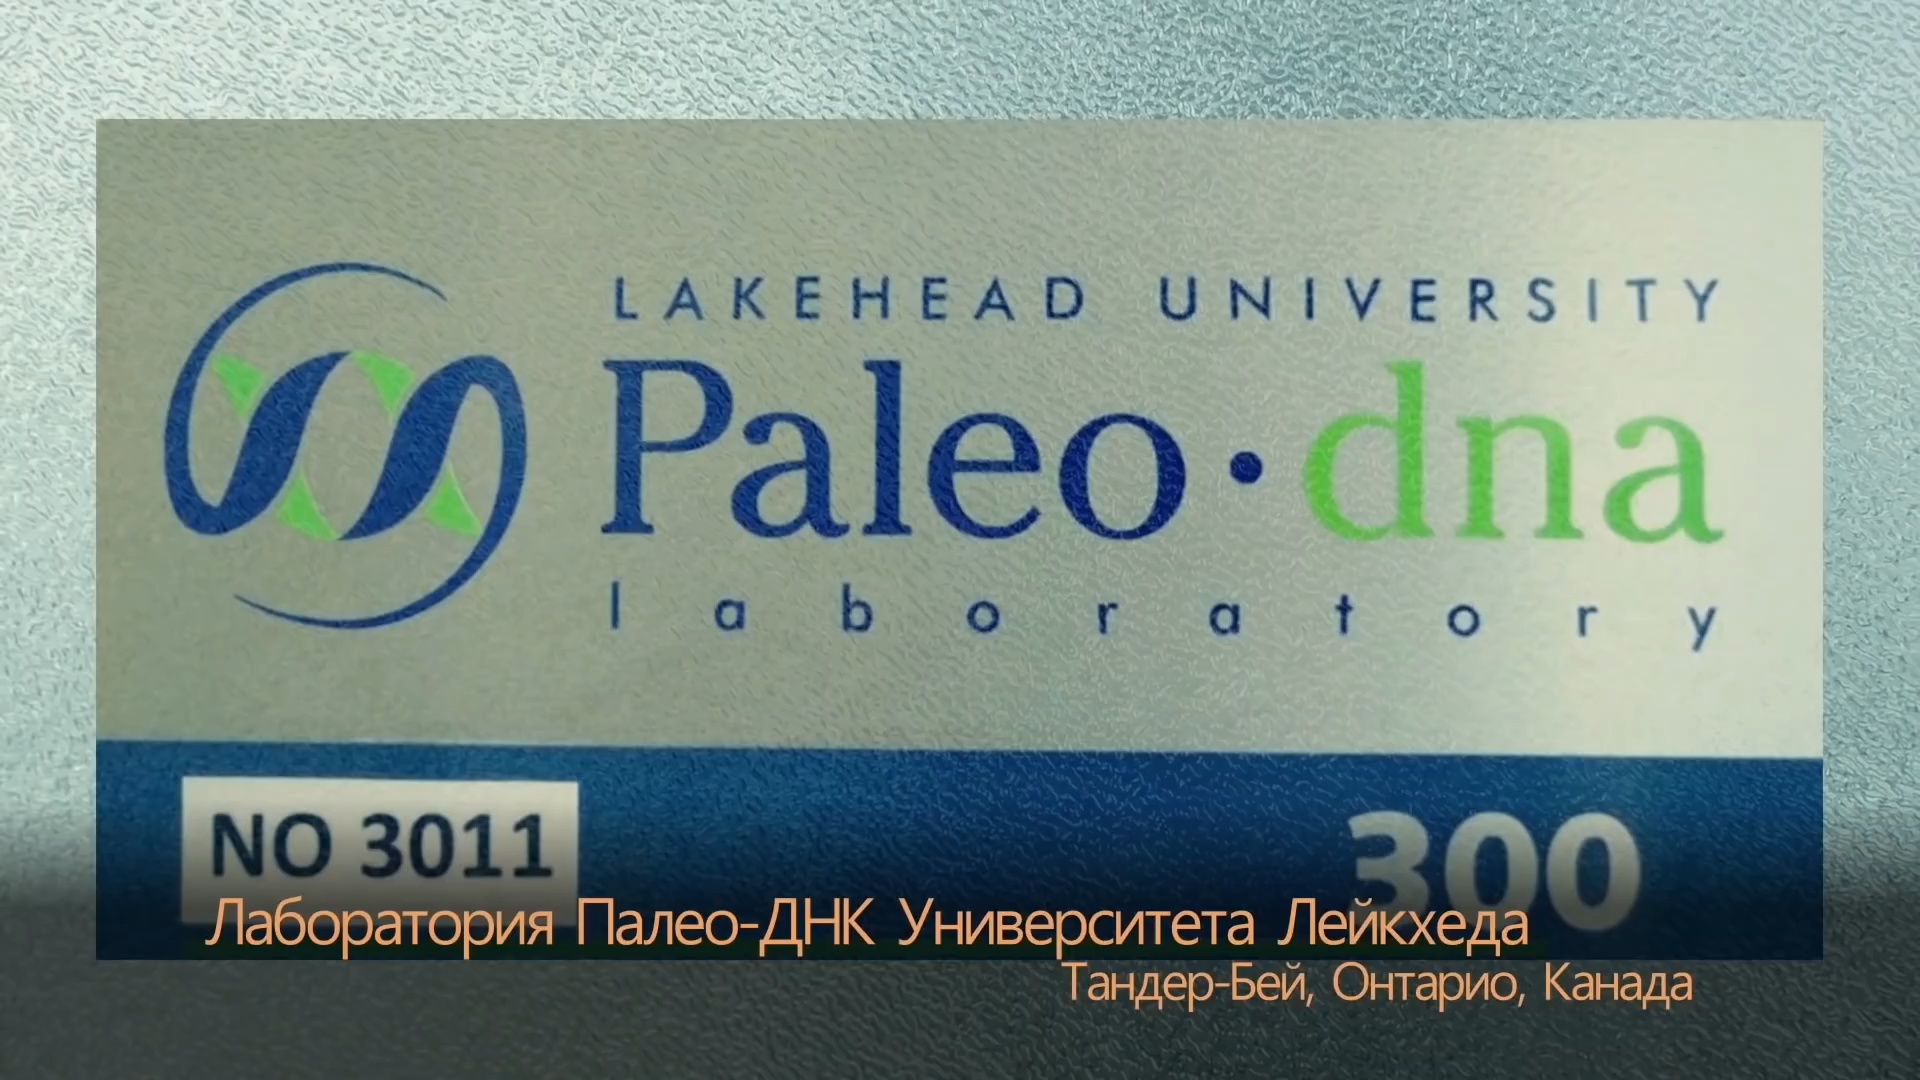 LAKEHEAD UNIVERSITY
Paleo·dna
laboratory
NO 3011
300
Лаборатория Палео-ДНК Университета Лейкхеда
Тандер-Бей, Онтарио, Канада